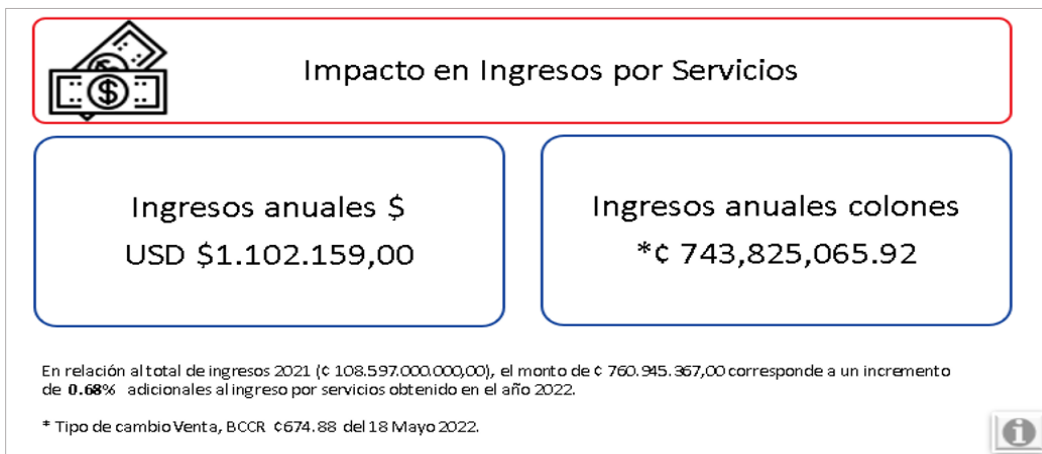 Impacto en Ingresos por Servicios
Ingresos anuales $
USD $1.102.159,00
Ingresos anuales colones
*¢ 743,825,065.92
En relación al total de ingresos 2021 (¢ 108.597.000.000,00), el monto de ¢ 760.945.367,00 corresponde a un incremento
de 0.68% adicionales al ingreso por servicios obtenido en el año 2022.
* Tipo de cambio Venta, BCCR ¢674.88 del 18 Mayo 2022.